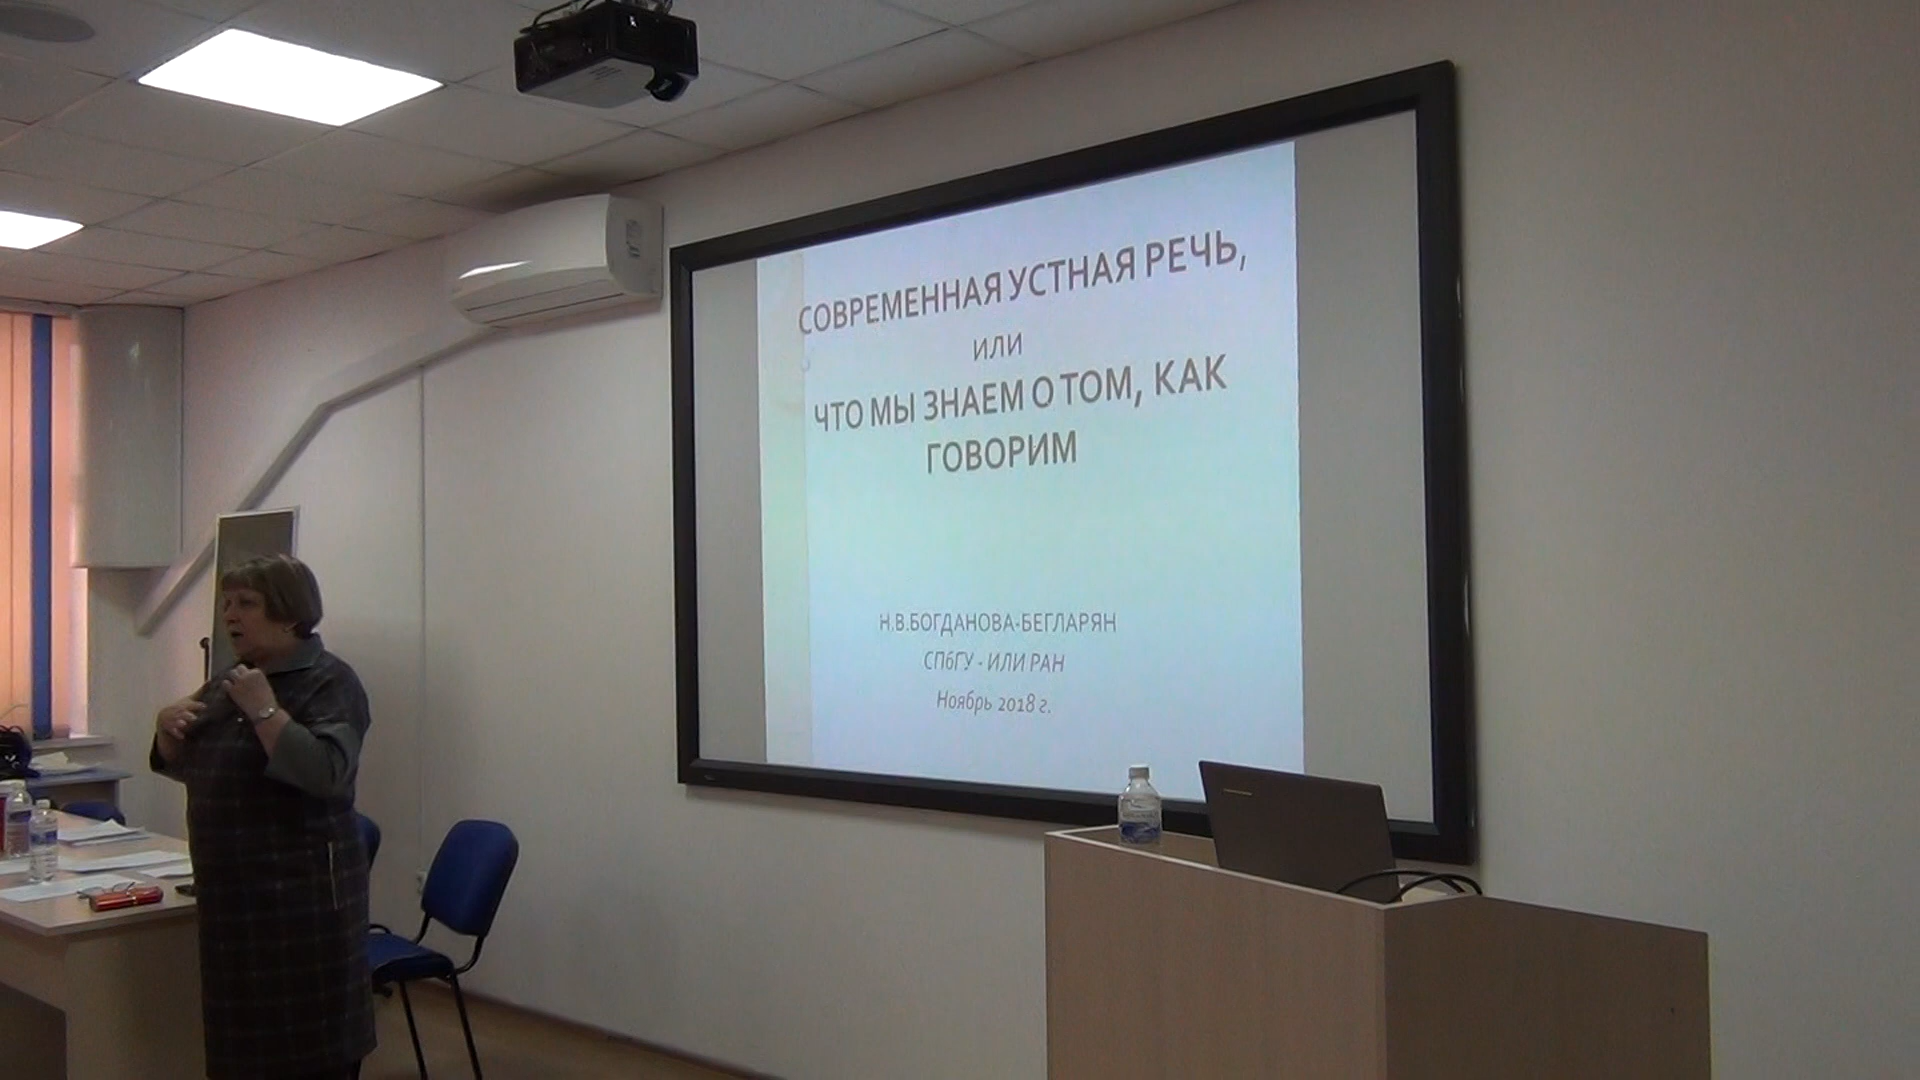 СОВРЕМЕННАЯ УСТНАЯ РЕЧЬ,
ИЛИ
ЧТО МЫ ЗНАЕМ О ТОМ, КАК
ГОВОРИМ
Н.В.БОГДАНОВА-БЕГЛАРЯН
СПбГУ - ИЛИ РАН
Ноябрь 2018 г.